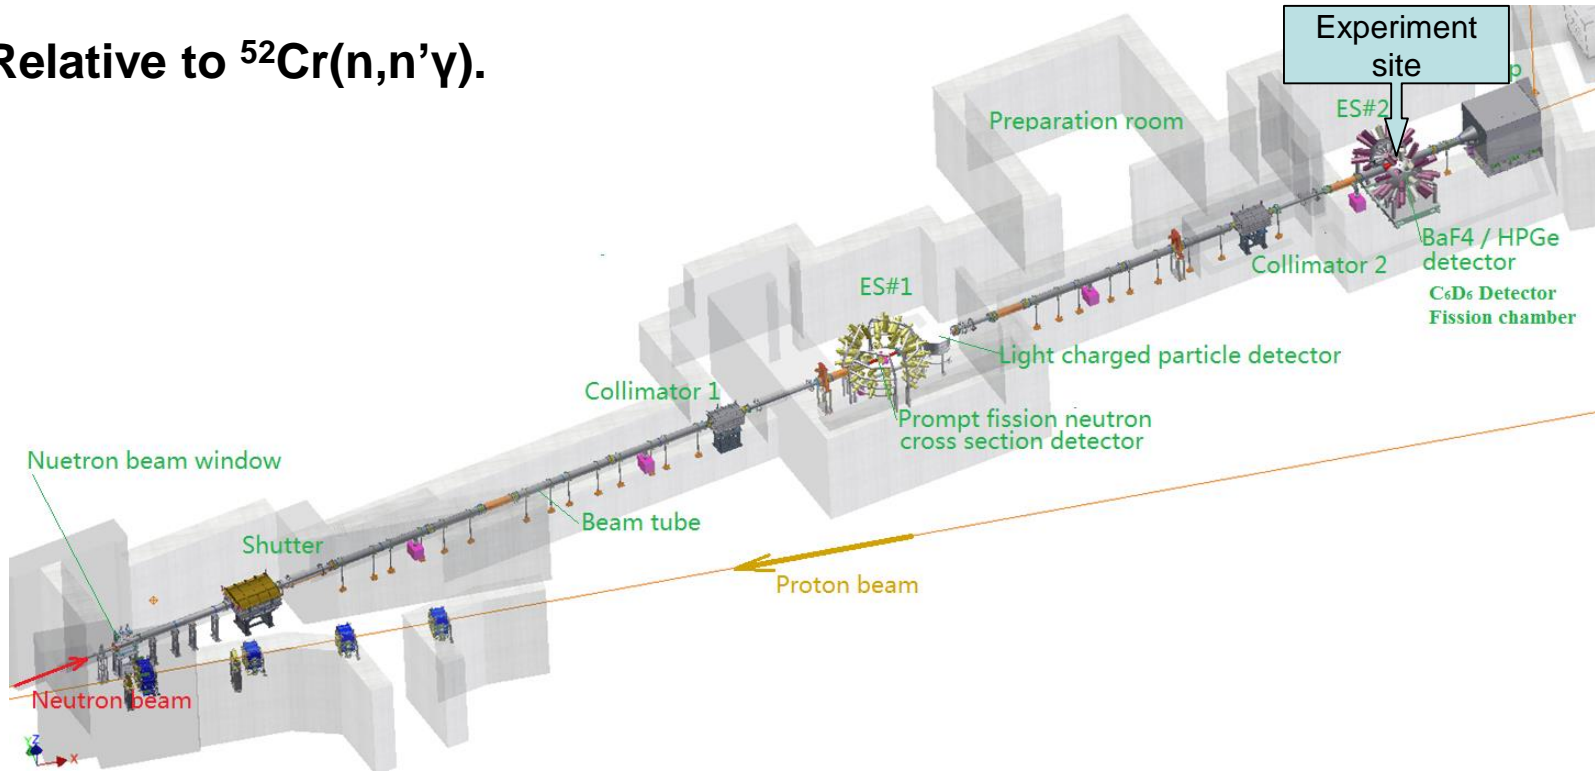 Relative to ⁵²Cr(n,n’γ).
Experiment
site
p
ES#2
Preparation room
BaF4 / HPGe
detector
C₆D₆ Detector
Fission chamber
Collimator 2
ES#1
Light charged particle detector
Collimator 1
Prompt fission neutron
cross section detector
Nuetron beam window
Beam tube
Shutter
Proton beam
Neutron beam
Y
Z
X